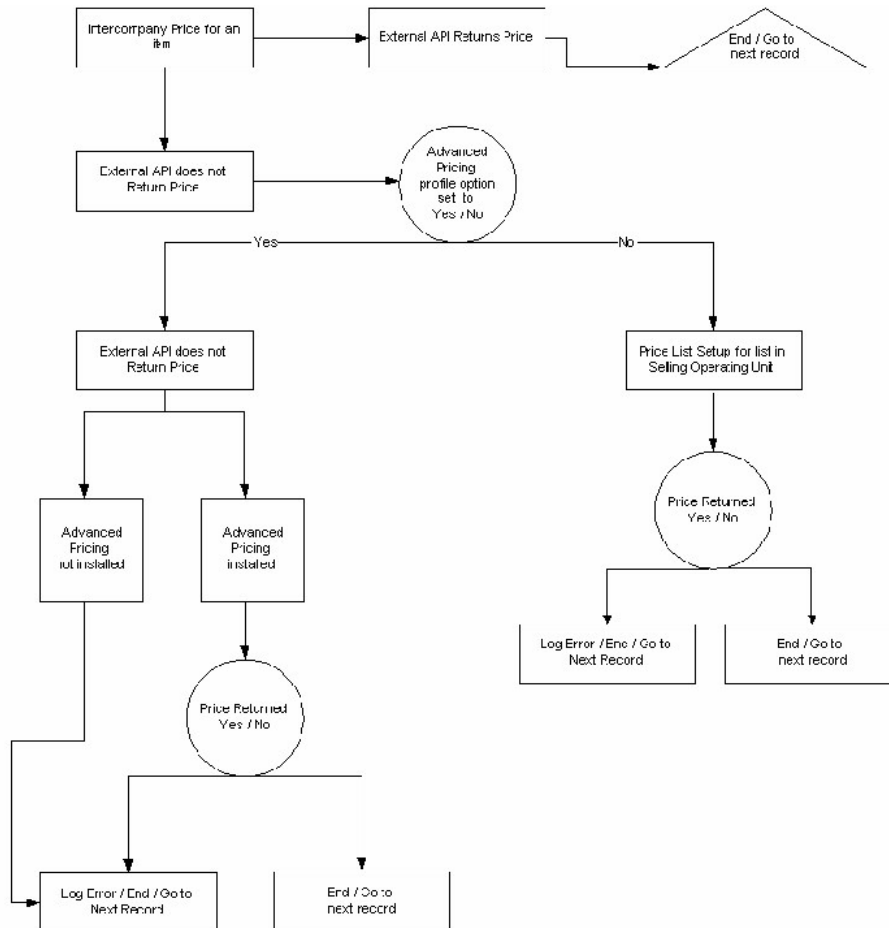 Intercompany Price for an
item
External API Returns Price
End / Go to
next record
External API does not
Return Price
Advanced
Pricing
profile option
set to
Yes / No
Yes
No
External API does not
Return Price
Price List Setup for list in
Selling Operating Unit
Advanced
Pricing
not installed
Advanced
Pricing
installed
Price Returned
Yes / No
Log Error / End / Go to
Next Record
End / Go to
next record
Price Returned
Yes / No
Log Error / End / Go to
Next Record
End / Go to
next record